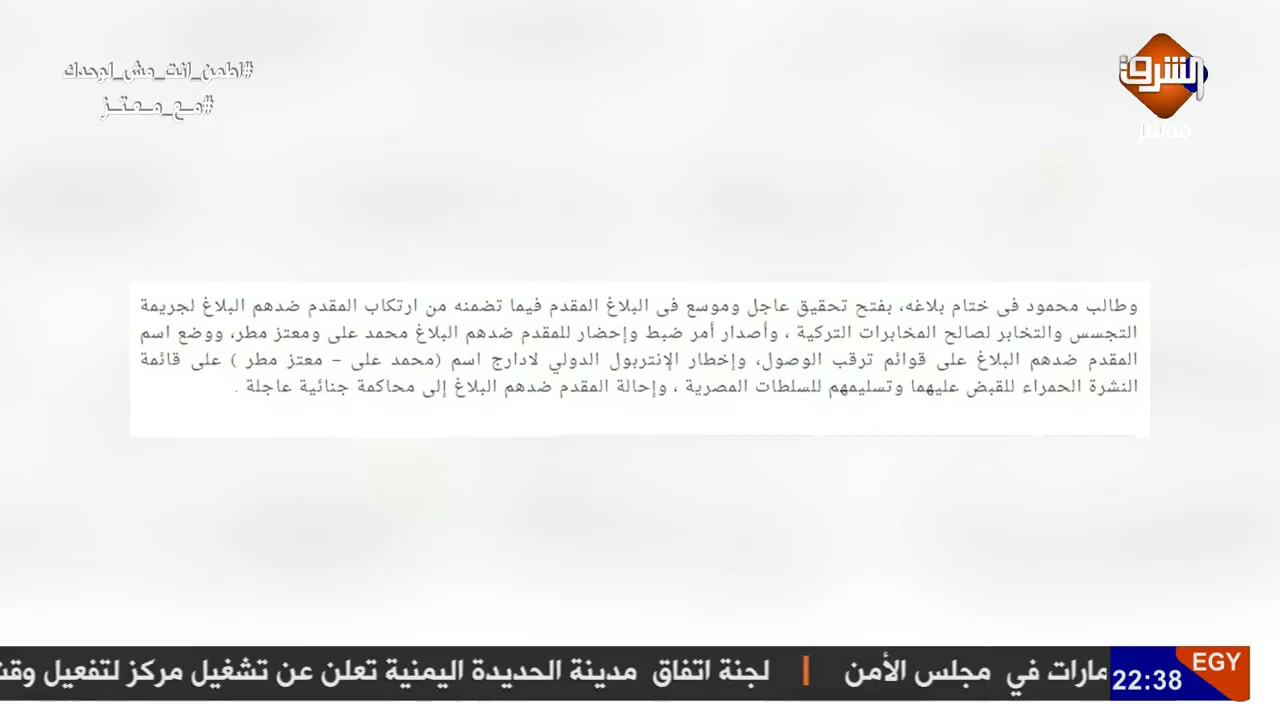 #اطمن_انت_مش_لوحدك
#مـع_مـعـتـز
الشرق
مباشر
وطالب محمود فى ختام بلاغه، بفتح تحقيق عاجل وموسع فى البلاغ المقدم فيما تضمنه من ارتكاب المقدم ضدهم البلاغ لجريمة
التجسس والتخابر لصالح المخابرات التركية ، وأصدار أمر ضبط وإحضار للمقدم ضدهم البلاغ محمد على ومعتز مطر، ووضع اسم
المقدم ضدهم البلاغ على قوائم ترقب الوصول، وإخطار الإنتربول الدولي لادارج اسم (محمد على – معتز مطر ) على قائمة
النشرة الحمراء للقبض عليهما وتسليمهم للسلطات المصرية ، وإحالة المقدم ضدهم البلاغ إلى محاكمة جنائية عاجلة .
EGY
22:38
مارات في مجلس الأمن | لجنة اتفاق مدينة الحديدة اليمنية تعلن عن تشغيل مركز لتفعيل وقت